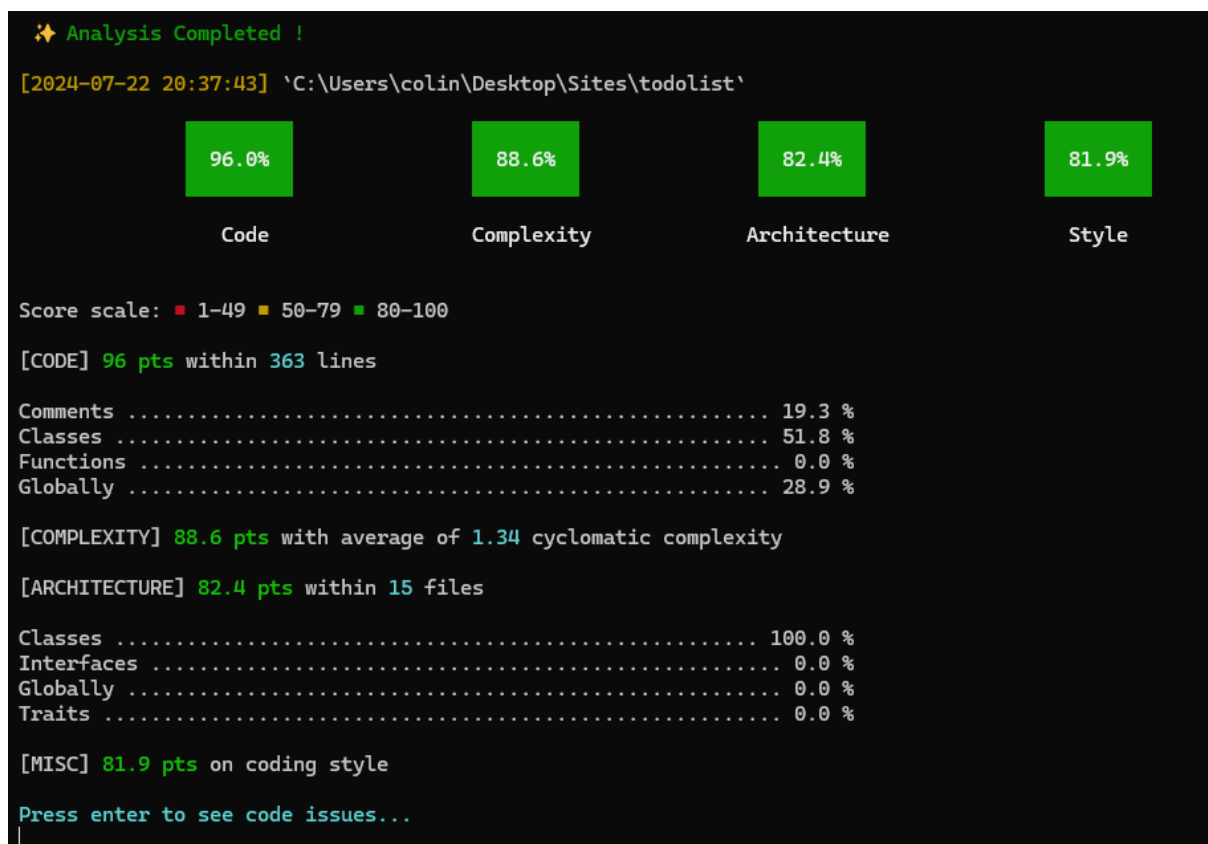 ✨ Analysis Completed !
[2024-07-22 20:37:43] `C:\Users\colin\Desktop\Sites\todolist`
96.0% 88.6% 82.4% 81.9%
Code Complexity Architecture Style
Score scale: ■ 1-49 ■ 50-79 ■ 80-100
[CODE] 96 pts within 363 lines
Comments ...................................................... 19.3 %
Classes ....................................................... 51.8 %
Functions ...................................................... 0.0 %
Globally ...................................................... 28.9 %
[COMPLEXITY] 88.6 pts with average of 1.34 cyclomatic complexity
[ARCHITECTURE] 82.4 pts within 15 files
Classes ...................................................... 100.0 %
Interfaces ..................................................... 0.0 %
Globally ....................................................... 0.0 %
Traits ......................................................... 0.0 %
[MISC] 81.9 pts on coding style
Press enter to see code issues...